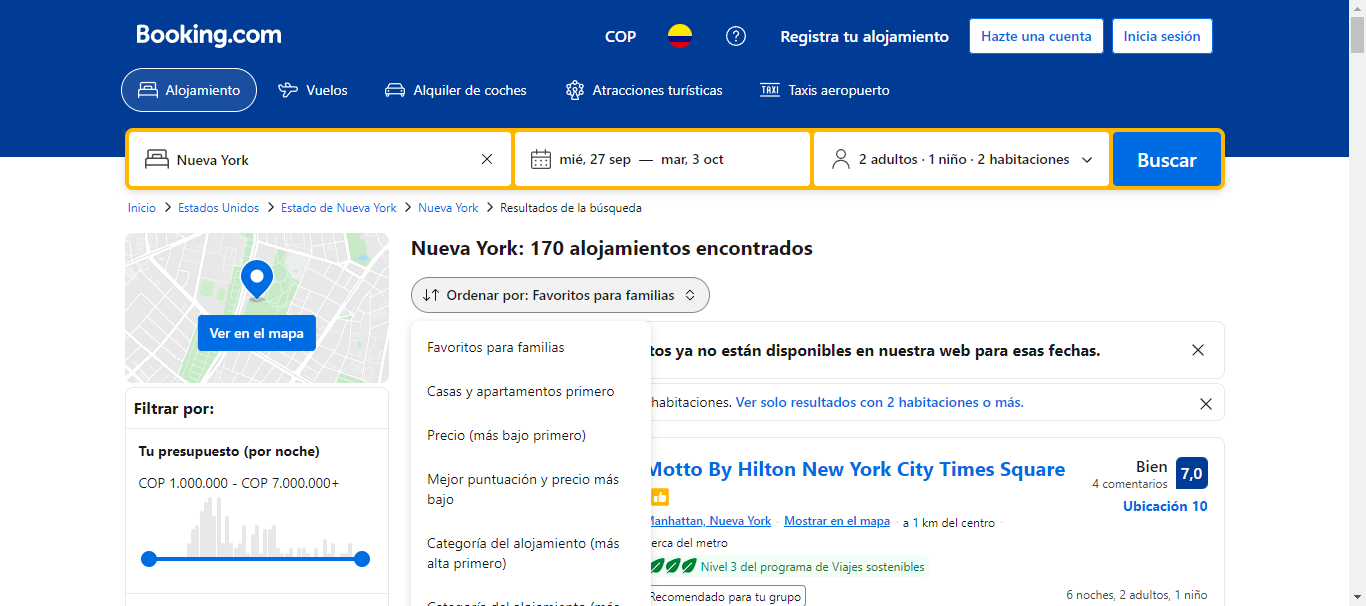 Booking.com
COP
Registra tu alojamiento
Hazte una cuenta
Inicia sesión
Alojamiento
Vuelos
Alquiler de coches
Atracciones turísticas
TAXI
Taxis aeropuerto
Nueva York
mié, 27 sep — mar, 3 oct
2 adultos · 1 niño · 2 habitaciones
Buscar
Inicio > Estados Unidos > Estado de Nueva York > Nueva York > Resultados de la búsqueda
Ver en el mapa
Filtrar por:
Tu presupuesto (por noche)
COP 1.000.000 - COP 7.000.000+
Nueva York: 170 alojamientos encontrados
Ordenar por: Favoritos para familias
Favoritos para familias
Casas y apartamentos primero
Precio (más bajo primero)
Mejor puntuación y precio más
bajo
Categoría del alojamiento (más
alta primero)
Categoría del alojamiento (más
tos ya no están disponibles en nuestra web para esas fechas.
habitaciones. Ver solo resultados con 2 habitaciones o más.
Motto By Hilton New York City Times Square
Manhattan, Nueva York · Mostrar en el mapa · a 1 km del centro ·
erca del metro
Nivel 3 del programa de Viajes sostenibles
Recomendado para tu grupo
Bien
4 comentarios
7,0
Ubicación 10
6 noches, 2 adultos, 1 niño